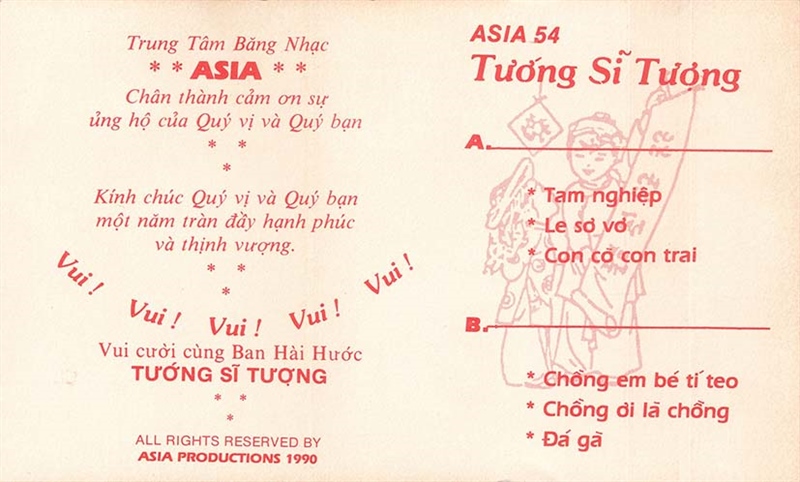 Trung Tâm Băng Nhạc
* * ASIA * *
Chân thành cảm ơn sự
ủng hộ của Quý vị và Quý bạn
* *
*
Kính chúc Quý vị và Quý bạn
một năm tràn đầy hạnh phúc
và thịnh vượng.
* *
*
Vui ! Vui ! Vui ! Vui ! Vui !
Vui cười cùng Ban Hài Hước
TƯỚNG SĨ TƯỢNG
* *
*
ALL RIGHTS RESERVED BY
ASIA PRODUCTIONS 1990
ASIA 54
Tướng Sĩ Tượng
A.
* Tam nghiệp
* Le sơ vơ
* Con cò con trai
B.
* Chồng em bé tí teo
* Chồng ơi là chồng
* Đá gà